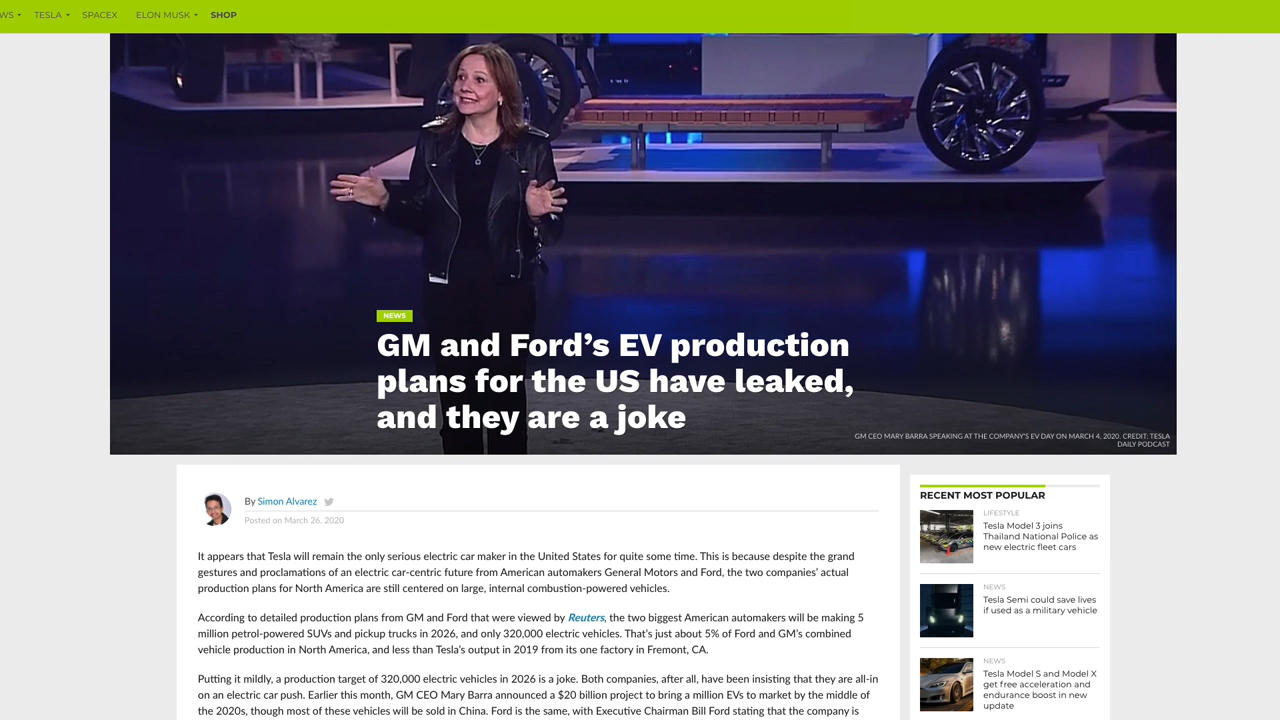 WS TESLA SPACEX ELON MUSK SHOP
NEWS
GM and Ford’s EV production
plans for the US have leaked,
and they are a joke
GM CEO MARY BARRA SPEAKING AT THE COMPANY'S EV DAY ON MARCH 4, 2020. CREDIT: TESLA
DAILY PODCAST
By Simon Alvarez
Posted on March 26, 2020
It appears that Tesla will remain the only serious electric car maker in the United States for quite some time. This is because despite the grand
gestures and proclamations of an electric car-centric future from American automakers General Motors and Ford, the two companies’ actual
production plans for North America are still centered on large, internal combustion-powered vehicles.
According to detailed production plans from GM and Ford that were viewed by Reuters, the two biggest American automakers will be making 5
million petrol-powered SUVs and pickup trucks in 2026, and only 320,000 electric vehicles. That’s just about 5% of Ford and GM’s combined
vehicle production in North America, and less than Tesla’s output in 2019 from its one factory in Fremont, CA.
Putting it mildly, a production target of 320,000 electric vehicles in 2026 is a joke. Both companies, after all, have been insisting that they are all-in
on an electric car push. Earlier this month, GM CEO Mary Barra announced a $20 billion project to bring a million EVs to market by the middle of
the 2020s, though most of these vehicles will be sold in China. Ford is the same, with Executive Chairman Bill Ford stating that the company is
RECENT MOST POPULAR
LIFESTYLE
Tesla Model 3 joins
Thailand National Police as
new electric fleet cars
NEWS
Tesla Semi could save lives
if used as a military vehicle
NEWS
Tesla Model S and Model X
get free acceleration and
endurance boost in new
update